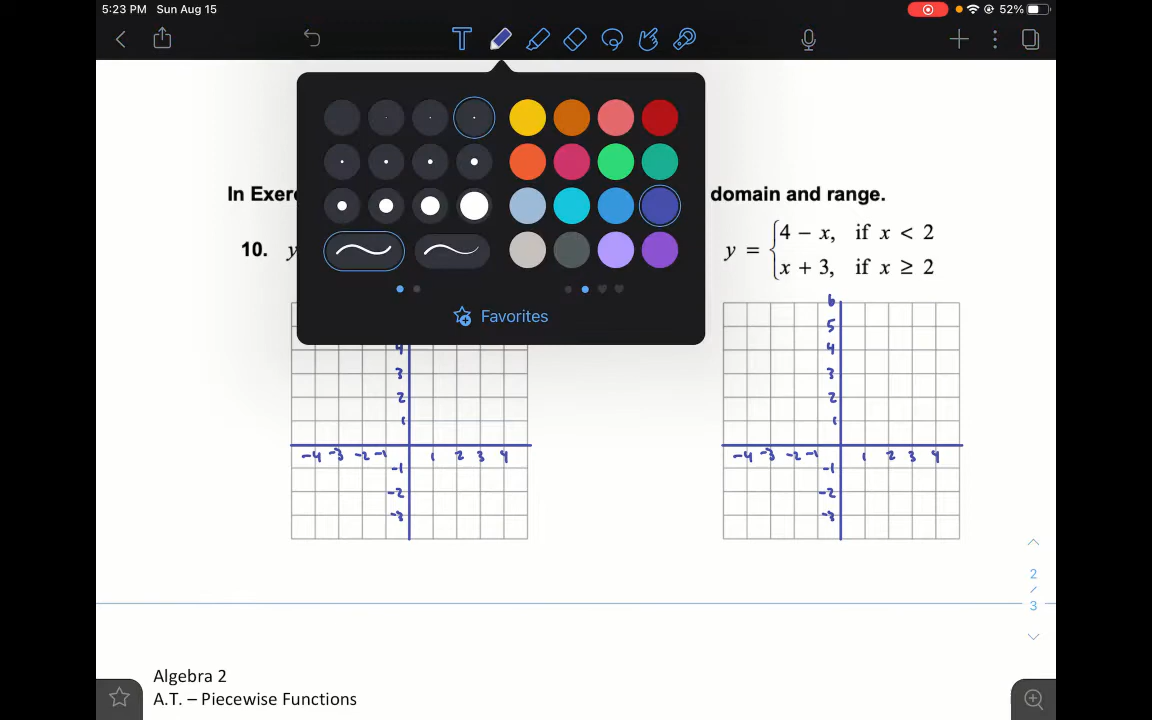 5:23 PM Sun Aug 15
52%
T
In Exer
domain and range.
10. y
y = { 4 − x, if x < 2
x + 3, if x ≥ 2
Favorites
4
3
2
1
-4 -3 -2 -1 1 2 3 4
-1
-2
-3
6
5
4
3
2
1
-4 -3 -2 -1 1 2 3 4
-1
-2
-3
2
/
3
Algebra 2
A.T. – Piecewise Functions